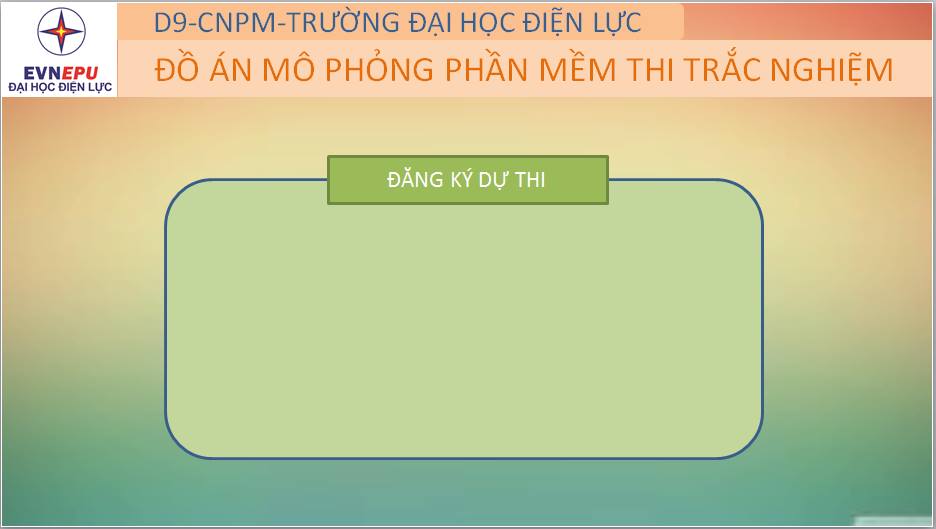 D9-CNPM-TRƯỜNG ĐẠI HỌC ĐIỆN LỰC
EVNEPU
ĐẠI HỌC ĐIỆN LỰC
ĐỒ ÁN MÔ PHỎNG PHẦN MỀM THI TRẮC NGHIỆM
ĐĂNG KÝ DỰ THI